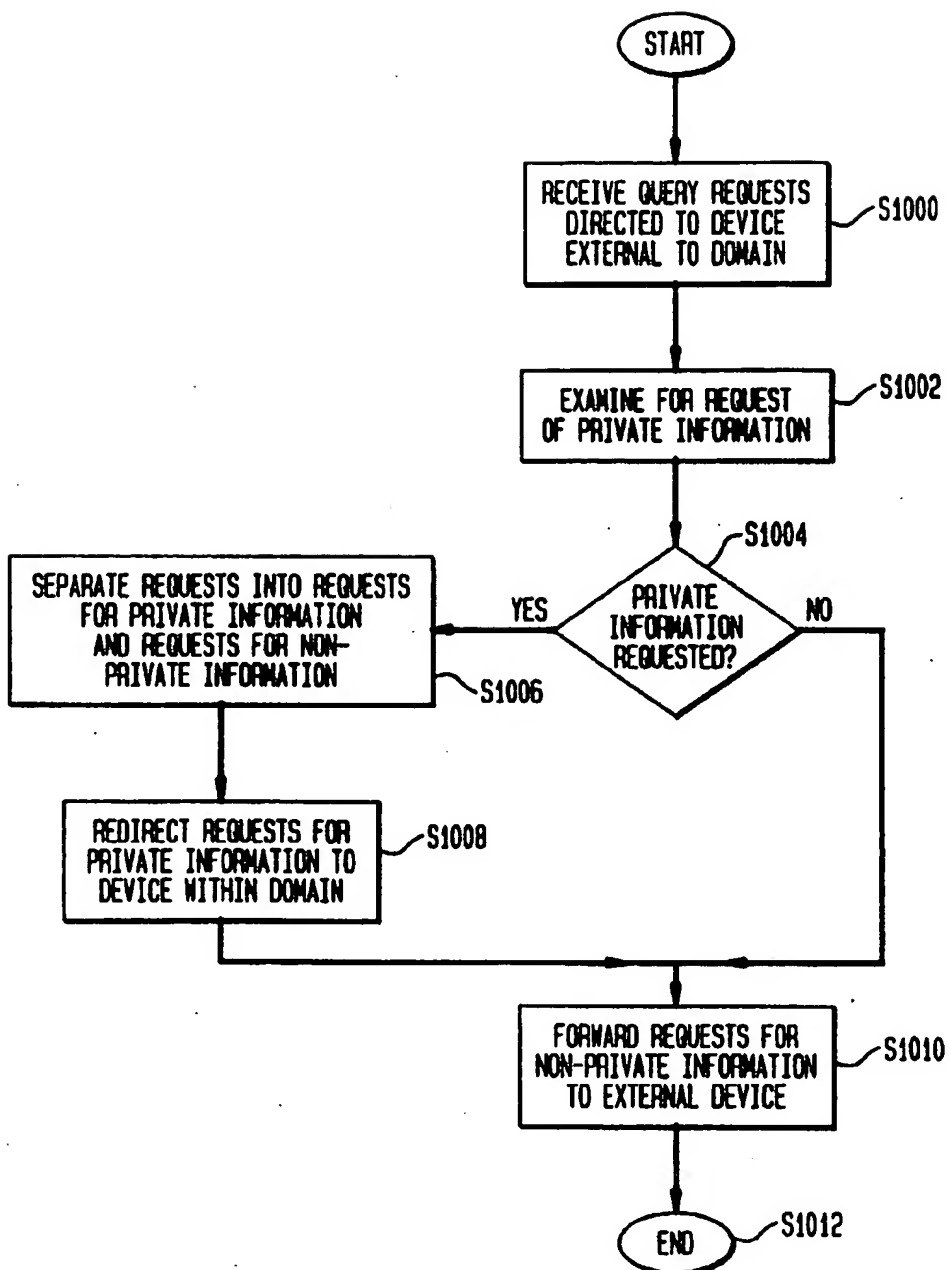 START
RECEIVE QUERY REQUESTS
DIRECTED TO DEVICE
EXTERNAL TO DOMAIN
S1000
EXAMINE FOR REQUEST
OF PRIVATE INFORMATION
S1002
PRIVATE
INFORMATION
REQUESTED?
S1004
YES
NO
SEPARATE REQUESTS INTO REQUESTS
FOR PRIVATE INFORMATION
AND REQUESTS FOR NON-
PRIVATE INFORMATION
S1006
REDIRECT REQUESTS FOR
PRIVATE INFORMATION TO
DEVICE WITHIN DOMAIN
S1008
FORWARD REQUESTS FOR
NON-PRIVATE INFORMATION
TO EXTERNAL DEVICE
S1010
END
S1012